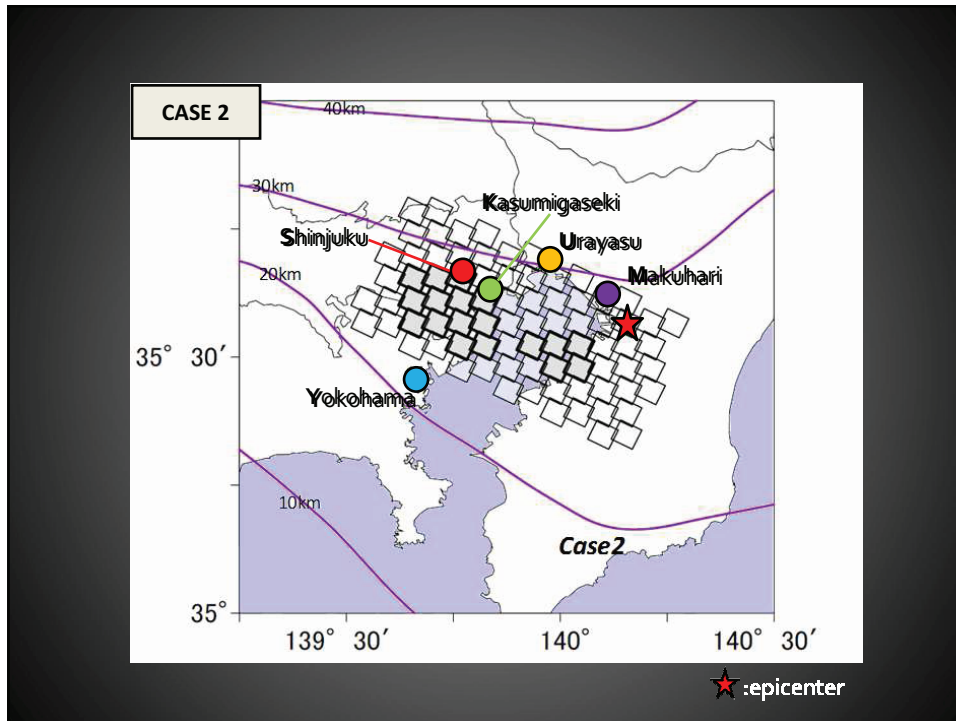 CASE 2
40km
30km
Kasumigaseki
Shinjuku
Urayasu
20km
Makuhari
35° 30′
Yokohama
10km
Case2
35°
139° 30′
140°
140° 30′
:epicenter